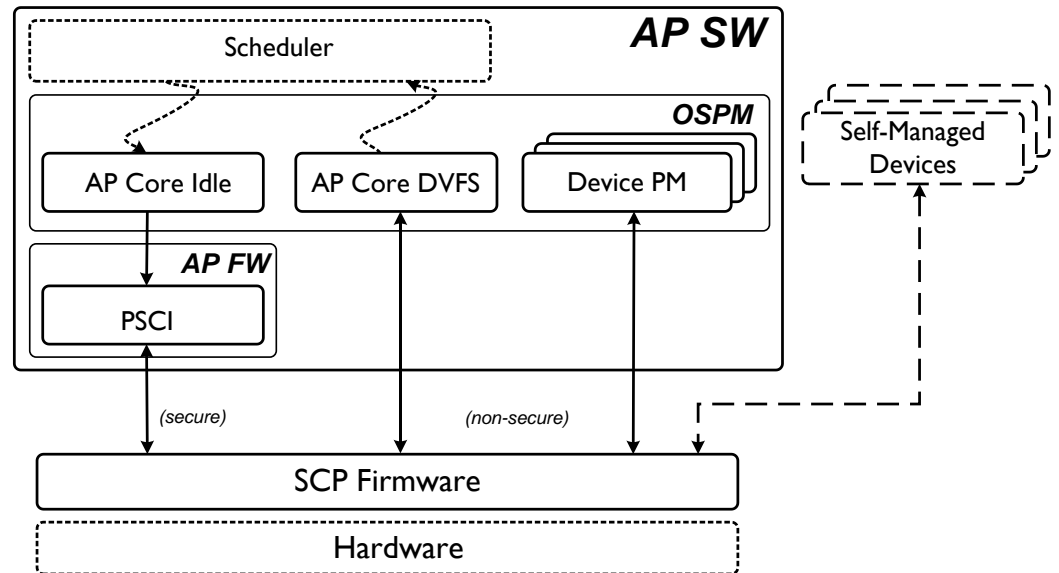 AP SW
Scheduler
OSPM
Self-Managed
Devices
AP Core Idle
AP Core DVFS
Device PM
AP FW
PSCI
(secure)
(non-secure)
SCP Firmware
Hardware